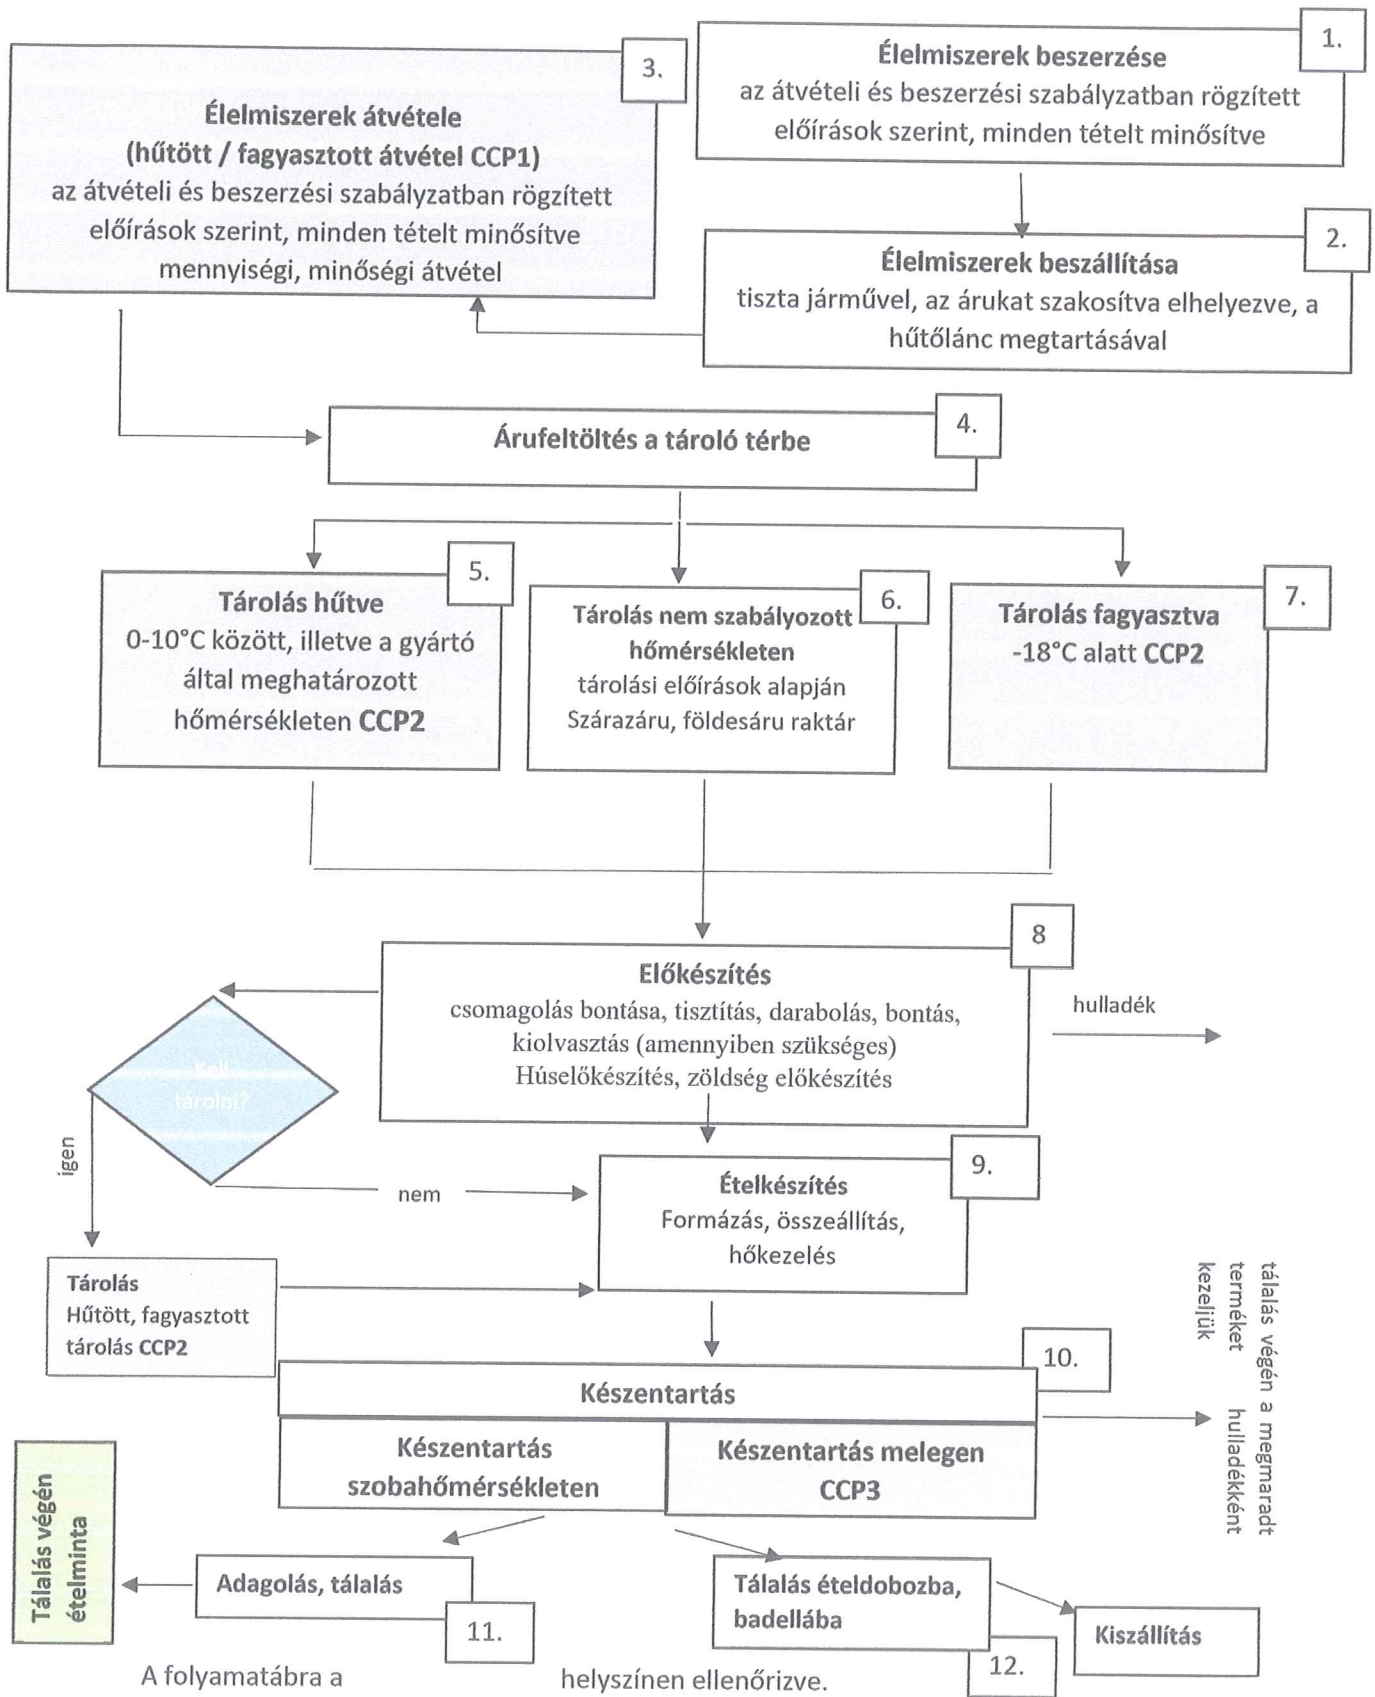 1.
Élelmiszerek beszerzése
az átvételi és beszerzési szabályzatban rögzített
előírások szerint, minden tételt minősítve
2.
Élelmiszerek beszállítása
tiszta járművel, az árukat szakosítva elhelyezve, a
hűtőlánc megtartásával
3.
Élelmiszerek átvétele
(hűtött / fagyasztott átvétel CCP1)
az átvételi és beszerzési szabályzatban rögzített
előírások szerint, minden tételt minősítve
mennyiségi, minőségi átvétel
4.
Árufeltöltés a tároló térbe
5.
Tárolás hűtve
0-10°C között, illetve a gyártó
által meghatározott
hőmérsékleten CCP2
6.
Tárolás nem szabályozott
hőmérsékleten
tárolási előírások alapján
Szárazáru, földesáru raktár
7.
Tárolás fagyasztva
-18°C alatt CCP2
8
Előkészítés
csomagolás bontása, tisztítás, darabolás, bontás,
kiolvasztás (amennyiben szükséges)
Húselőkészítés, zöldség előkészítés
hulladék
Kell
tárolni?
igen
nem
9.
Ételkészítés
Formázás, összeállítás,
hőkezelés
Tárolás
Hűtött, fagyasztott
tárolás CCP2
10.
Készentartás
Készentartás
szobahőmérsékleten
Készentartás melegen
CCP3
tálalás végén a megmaradt
terméket hulladékként
kezeljük
Tálalás végén
ételminta
Adagolás, tálalás
11.
Tálalás ételdobozba,
badellába
12.
Kiszállítás
A folyamatábra a helyszínen ellenőrizve.